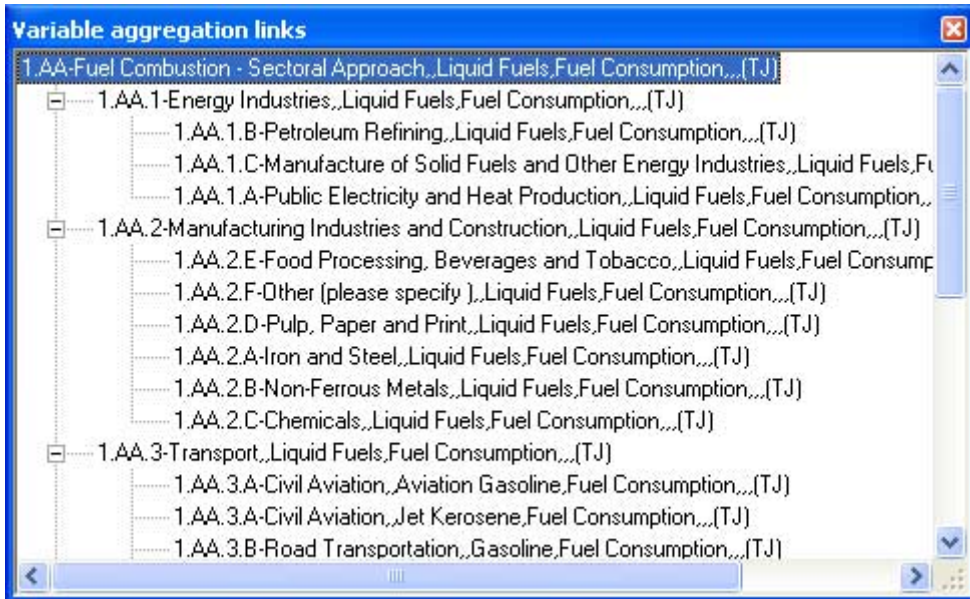 Variable aggregation links
1.AA-Fuel Combustion - Sectoral Approach,,Liquid Fuels,Fuel Consumption,,,(TJ)
1.AA.1-Energy Industries,,Liquid Fuels,Fuel Consumption,,,(TJ)
1.AA.1.B-Petroleum Refining,,Liquid Fuels,Fuel Consumption,,,(TJ)
1.AA.1.C-Manufacture of Solid Fuels and Other Energy Industries,,Liquid Fuels,Fu
1.AA.1.A-Public Electricity and Heat Production,,Liquid Fuels,Fuel Consumption,,
1.AA.2-Manufacturing Industries and Construction,,Liquid Fuels,Fuel Consumption,,,(TJ)
1.AA.2.E-Food Processing, Beverages and Tobacco,,Liquid Fuels,Fuel Consump
1.AA.2.F-Other (please specify ),,Liquid Fuels,Fuel Consumption,,,(TJ)
1.AA.2.D-Pulp, Paper and Print,,Liquid Fuels,Fuel Consumption,,,(TJ)
1.AA.2.A-Iron and Steel,,Liquid Fuels,Fuel Consumption,,,(TJ)
1.AA.2.B-Non-Ferrous Metals,,Liquid Fuels,Fuel Consumption,,,(TJ)
1.AA.2.C-Chemicals,,Liquid Fuels,Fuel Consumption,,,(TJ)
1.AA.3-Transport,,Liquid Fuels,Fuel Consumption,,,(TJ)
1.AA.3.A-Civil Aviation,,Aviation Gasoline,Fuel Consumption,,,(TJ)
1.AA.3.A-Civil Aviation,,Jet Kerosene,Fuel Consumption,,,(TJ)
1.AA.3.B-Road Transportation,,Gasoline,Fuel Consumption,,,(TJ)